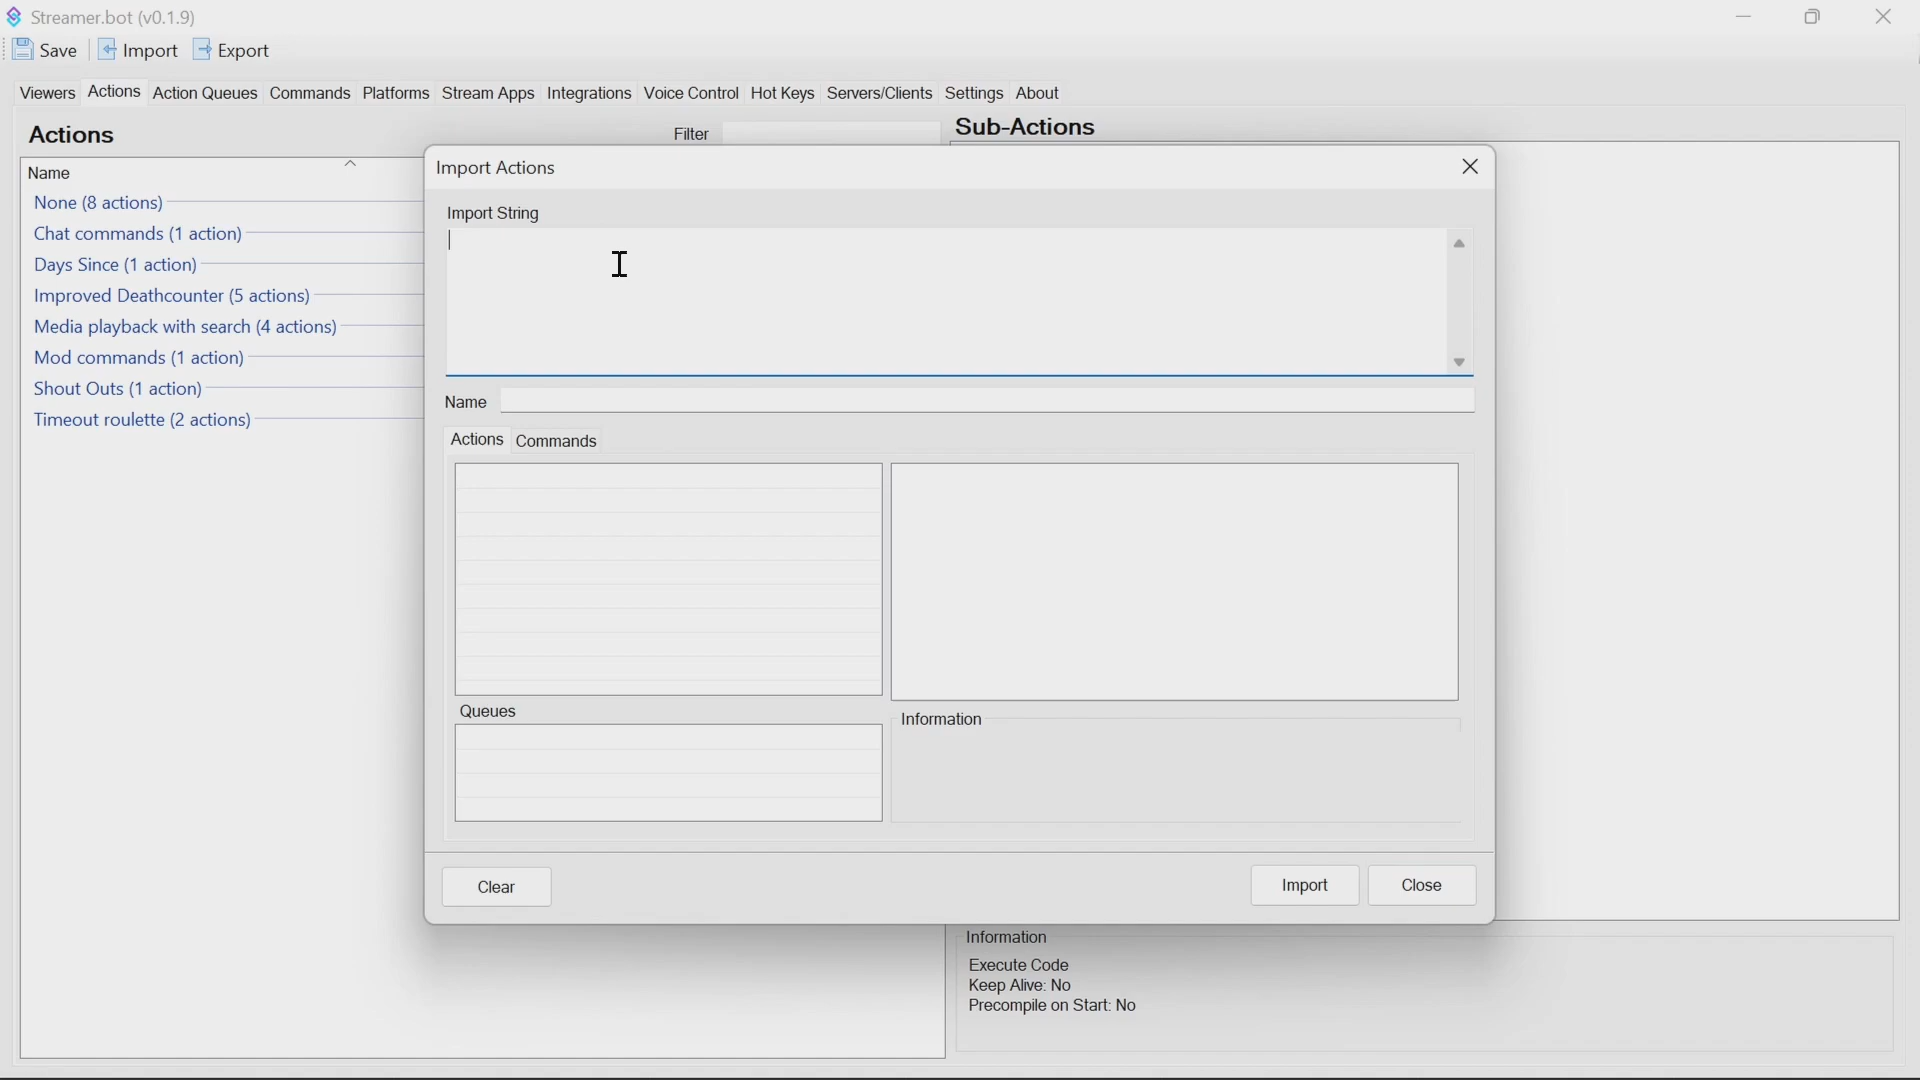 Streamer.bot (v0.1.9)
Save Import Export
Viewers Actions Action Queues Commands Platforms Stream Apps Integrations Voice Control Hot Keys Servers/Clients Settings About
Actions
Filter
Sub-Actions
Name
None (8 actions)
Chat commands (1 action)
Days Since (1 action)
Improved Deathcounter (5 actions)
Media playback with search (4 actions)
Mod commands (1 action)
Shout Outs (1 action)
Timeout roulette (2 actions)
Import Actions
Import String
Name
Actions Commands
Queues
Information
Clear
Import
Close
Information
Execute Code
Keep Alive: No
Precompile on Start: No